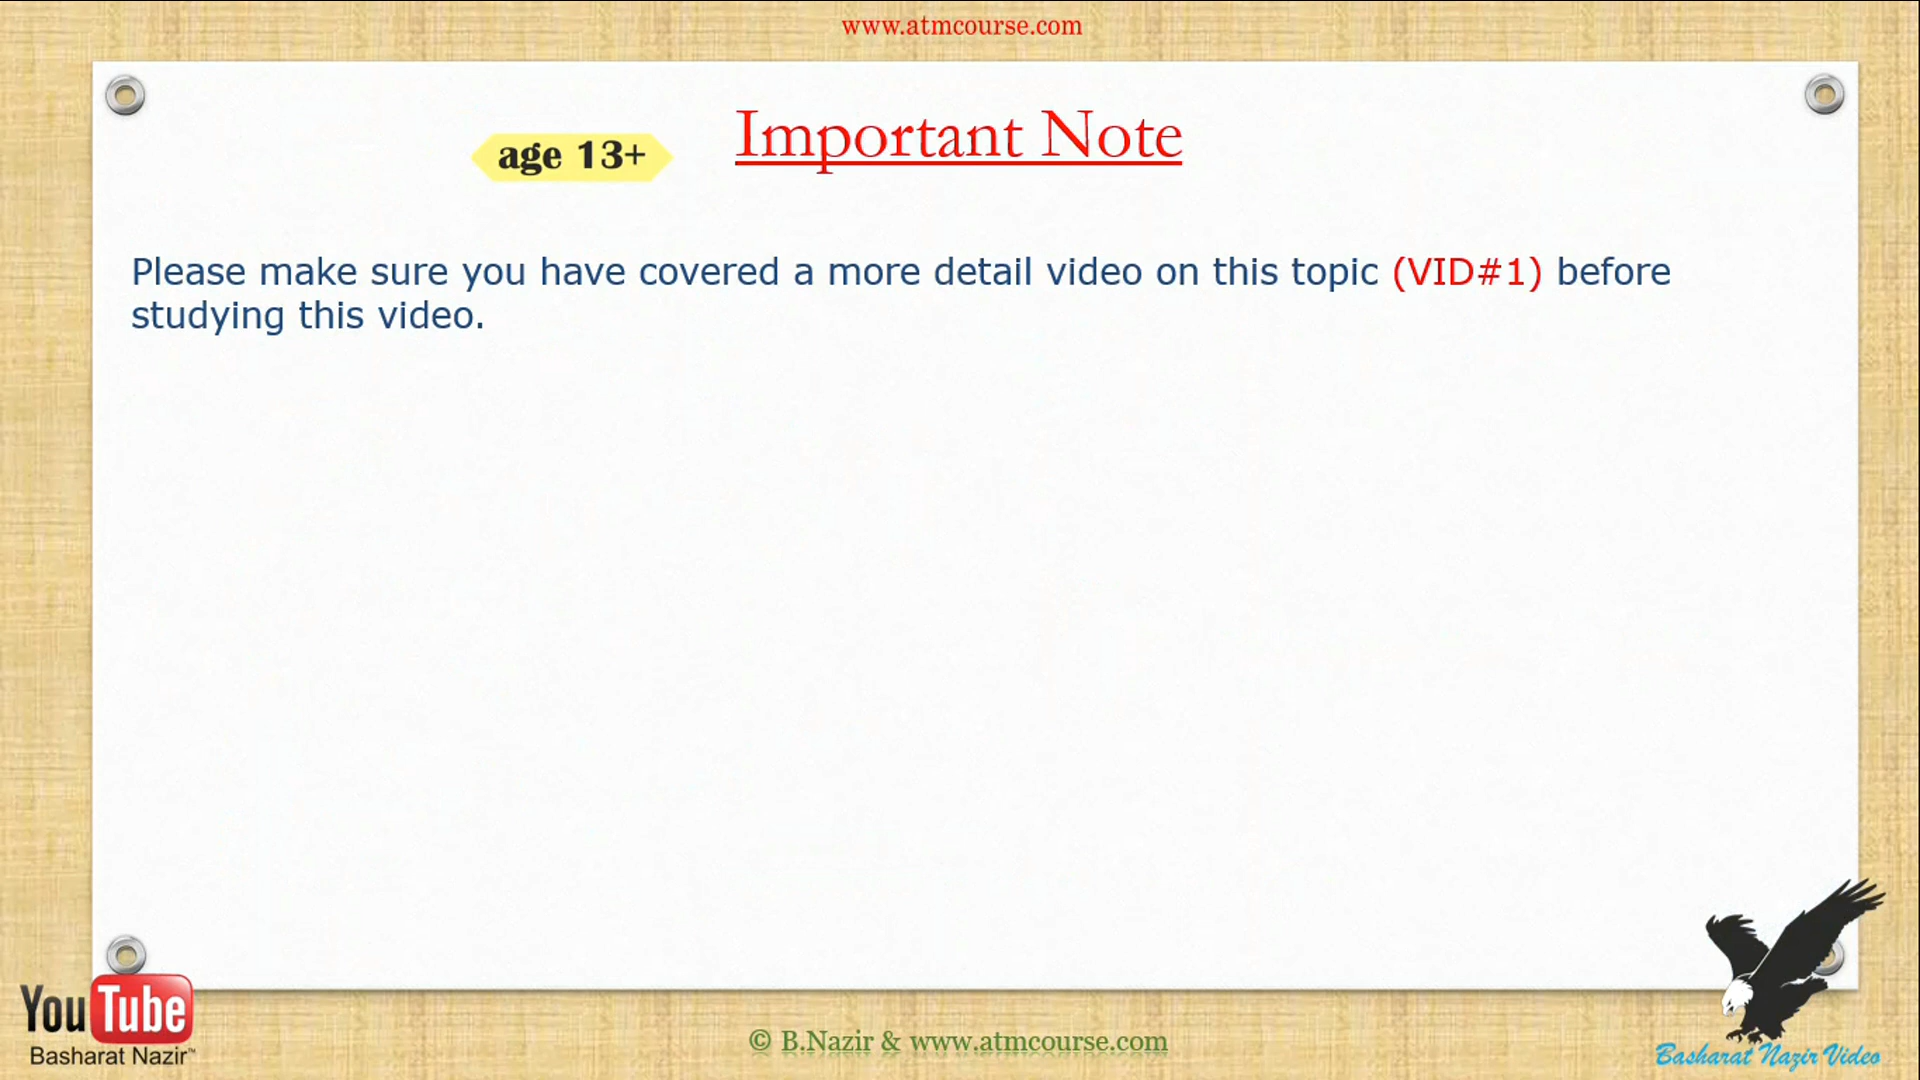 www.atmcourse.com
age 13+
Important Note
Please make sure you have covered a more detail video on this topic (VID#1) before
studying this video.
YouTube
Basharat Nazir™
© B.Nazir & www.atmcourse.com
Basharat Nazir Video